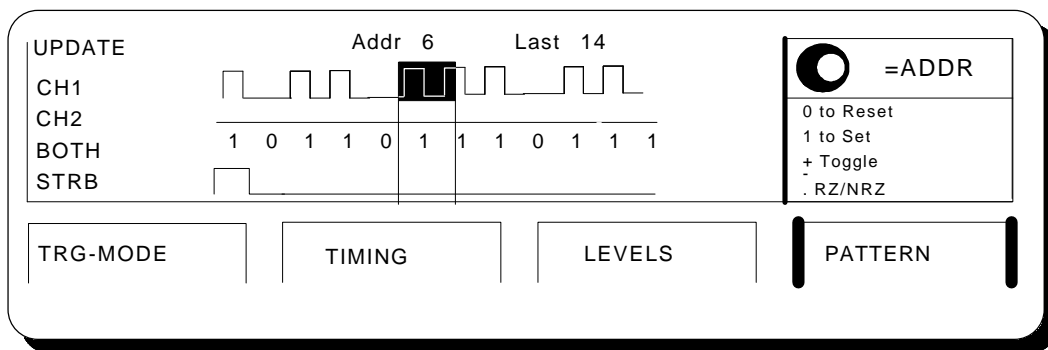 UPDATE Addr 6 Last 14
CH1
CH2
BOTH 1 0 1 1 0 1 1 1 0 1 1 1
STRB
=ADDR
0 to Reset
1 to Set
+ Toggle
-
. RZ/NRZ
TRG-MODE TIMING LEVELS PATTERN